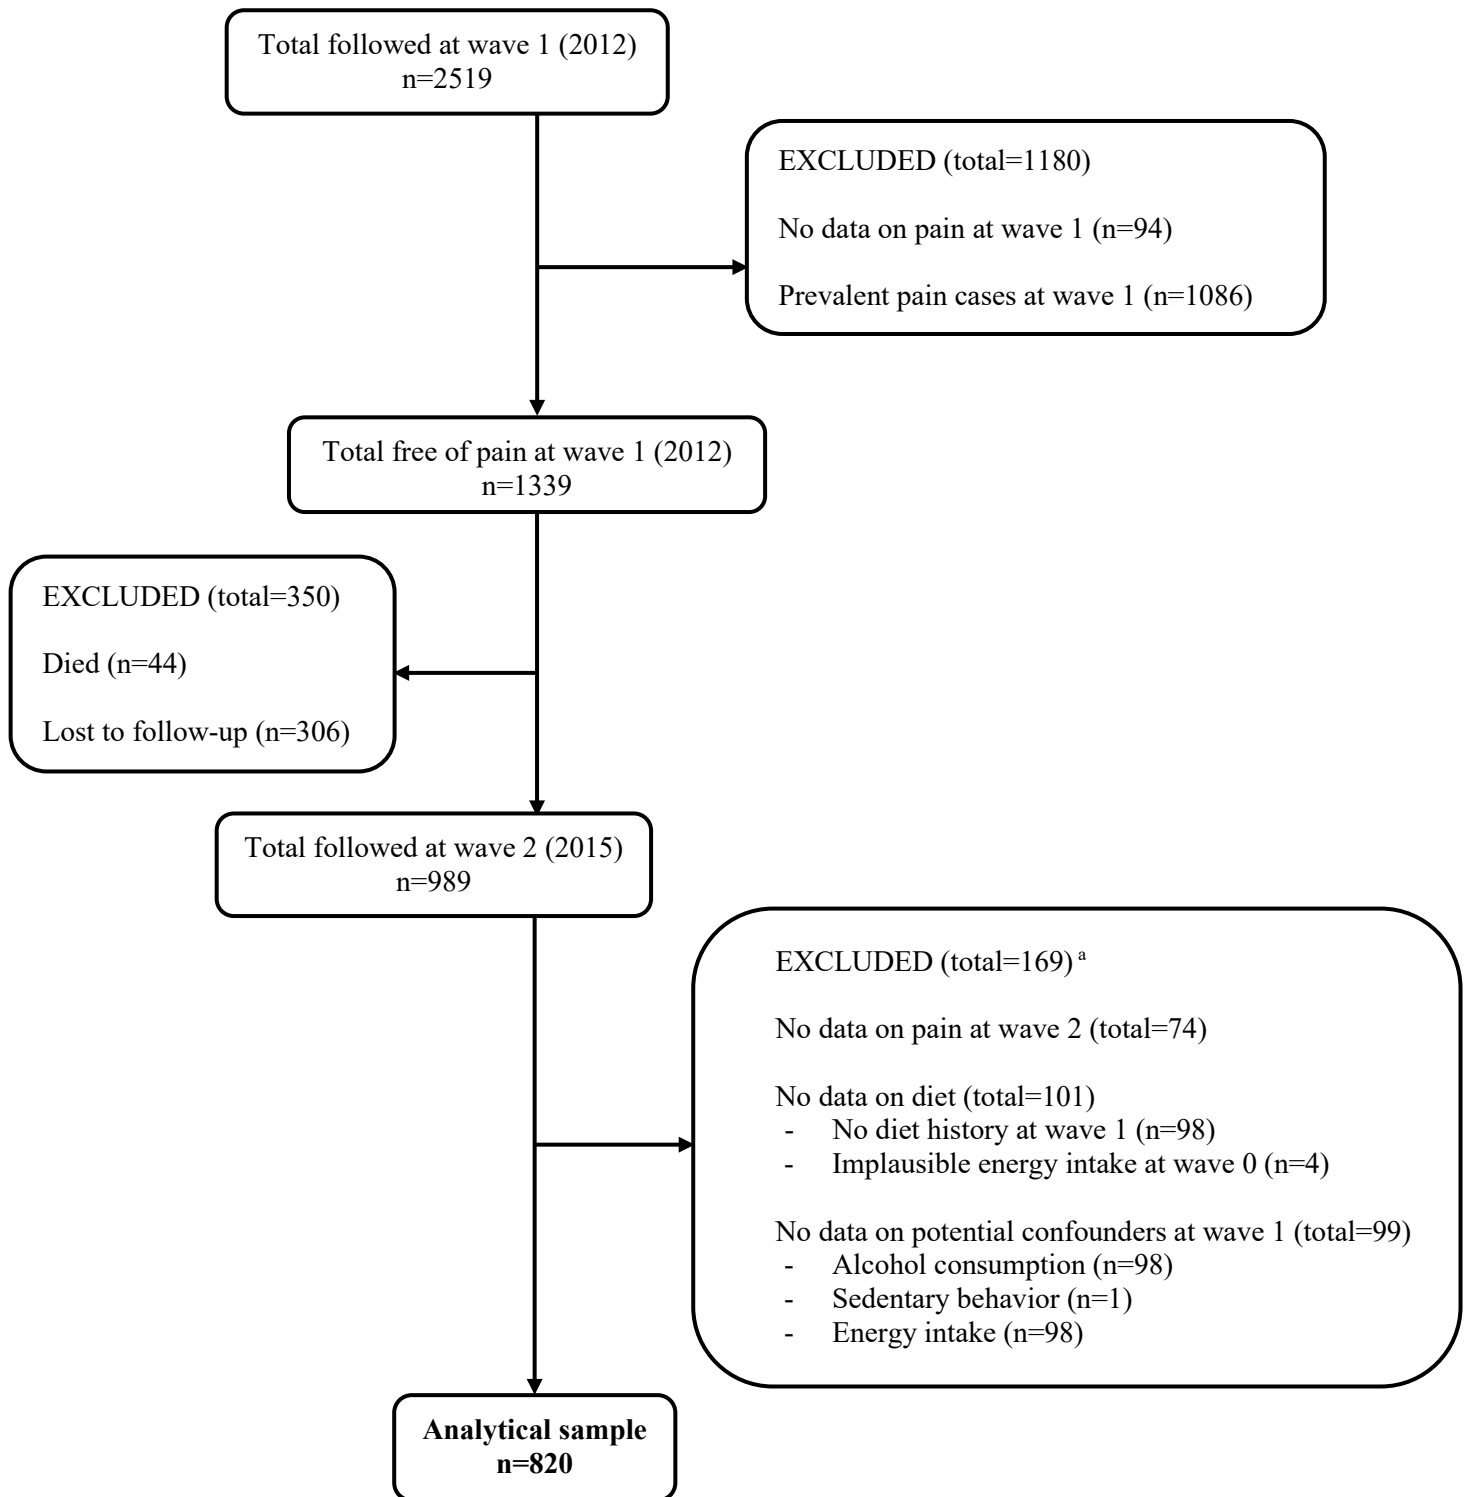 Total followed at wave 1 (2012)
n=2519
EXCLUDED (total=1180)
No data on pain at wave 1 (n=94)
Prevalent pain cases at wave 1 (n=1086)
Total free of pain at wave 1 (2012)
n=1339
EXCLUDED (total=350)
Died (n=44)
Lost to follow-up (n=306)
Total followed at wave 2 (2015)
n=989
EXCLUDED (total=169) a
No data on pain at wave 2 (total=74)
No data on diet (total=101)
- No diet history at wave 1 (n=98)
- Implausible energy intake at wave 0 (n=4)
No data on potential confounders at wave 1 (total=99)
- Alcohol consumption (n=98)
- Sedentary behavior (n=1)
- Energy intake (n=98)
Analytical sample
n=820